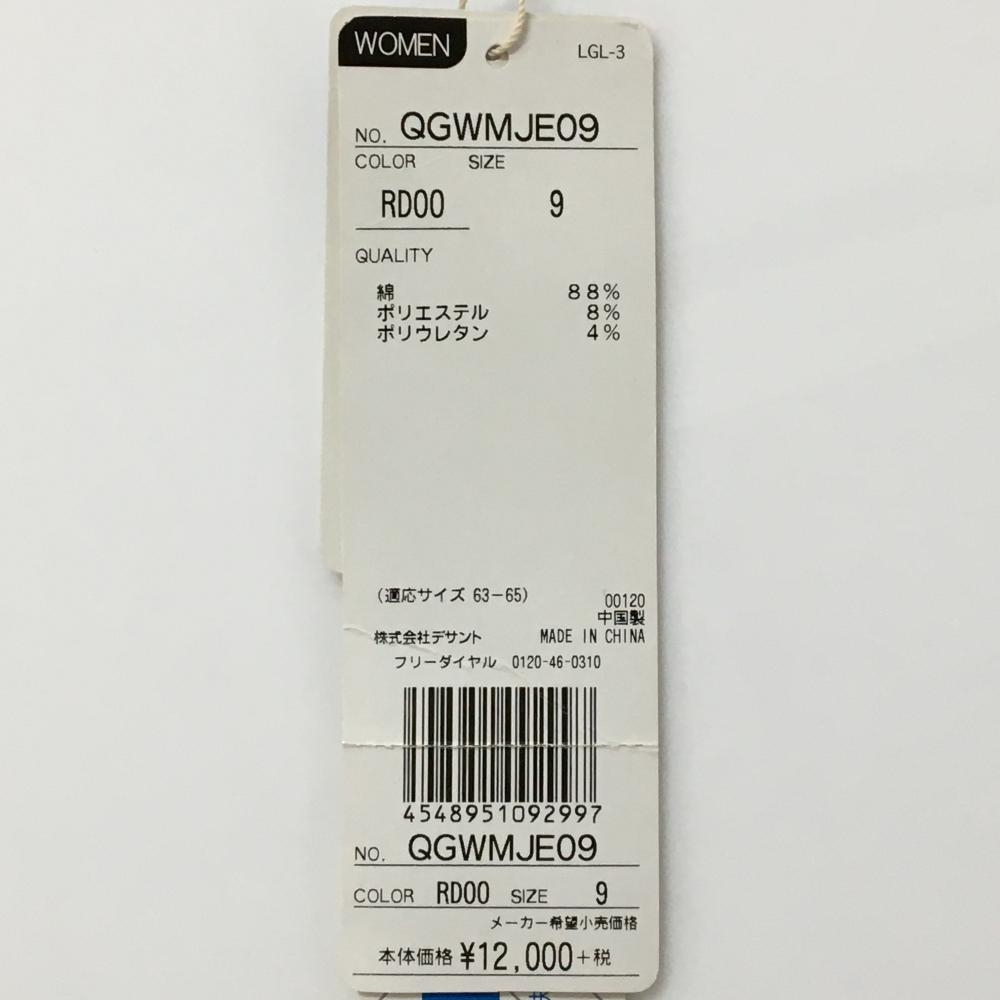 WOMEN
LGL-3
NO. QGWMJE09
COLOR SIZE
RD00 9
QUALITY
綿 88%
ポリエステル 8%
ポリウレタン 4%
(適応サイズ 63-65)
00120
中国製
株式会社デサント MADE IN CHINA
フリーダイヤル 0120-46-0310
4548951092997
NO. QGWMJE09
COLOR RD00 SIZE 9
メーカー希望小売価格
本体価格 ¥12,000+税